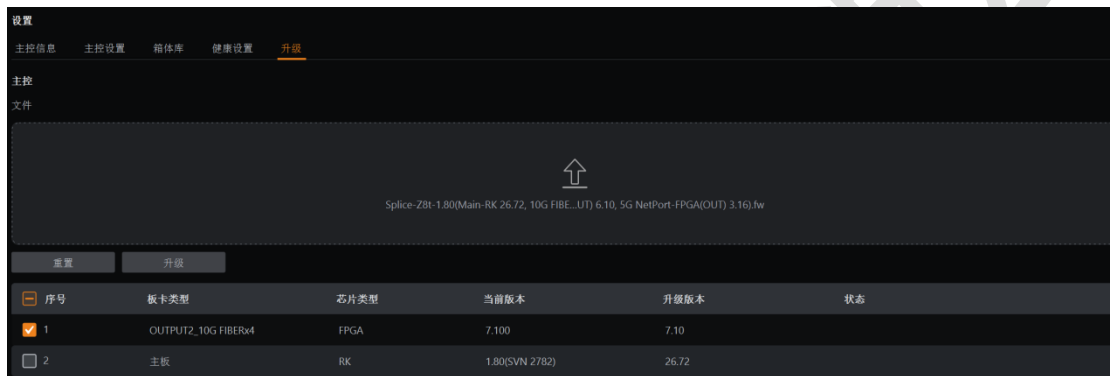 设置
主控信息 主控设置 箱体库 健康设置 升级
主控
文件
Splice-Z8t-1.80(Main-RK 26.72, 10G FIBE...UT) 6.10, 5G NetPort-FPGA(OUT) 3.16).fw
重置 升级
序号 板卡类型 芯片类型 当前版本 升级版本 状态
1 OUTPUT2_10G FIBERx4 FPGA 7.100 7.10
2 主板 RK 1.80(SVN 2782) 26.72